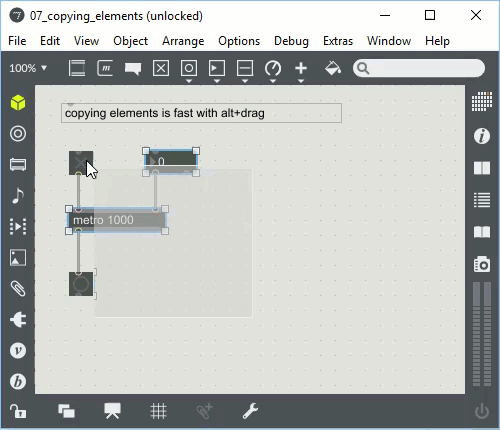 07_copying_elements (unlocked)
File Edit View Object Arrange Options Debug Extras Window Help
100%
copying elements is fast with alt+drag
0
metro 1000